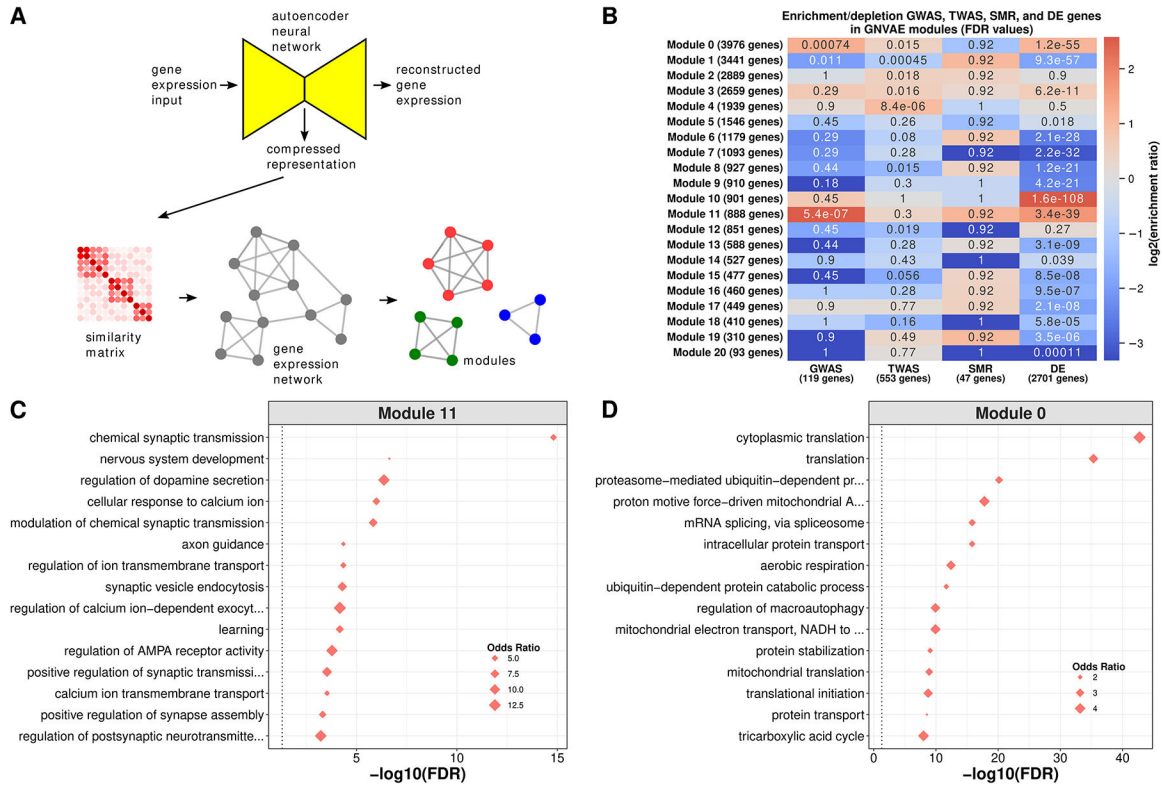 A
autoencoder
neural
network
gene
expression
input
reconstructed
gene
expression
compressed
representation
similarity
matrix
gene
expression
network
modules
B
Enrichment/depletion GWAS, TWAS, SMR, and DE genes
in GNVAE modules (FDR values)
Module 0 (3976 genes) 0.00074 0.015 0.92 1.2e-55
Module 1 (3441 genes) 0.011 0.00045 0.92 9.3e-57
Module 2 (2889 genes) 1 0.018 0.92 0.9
Module 3 (2659 genes) 0.29 0.016 0.92 6.2e-11
Module 4 (1939 genes) 0.9 8.4e-06 1 0.5
Module 5 (1546 genes) 0.45 0.26 0.92 0.018
Module 6 (1179 genes) 0.29 0.08 0.92 2.1e-28
Module 7 (1093 genes) 0.29 0.28 0.92 2.2e-32
Module 8 (927 genes) 0.44 0.015 0.92 1.2e-21
Module 9 (910 genes) 0.18 0.3 1 4.2e-21
Module 10 (901 genes) 0.45 1 1 1.6e-108
Module 11 (888 genes) 5.4e-07 0.3 0.92 3.4e-39
Module 12 (851 genes) 0.45 0.019 0.92 0.27
Module 13 (588 genes) 0.44 0.28 0.92 3.1e-09
Module 14 (527 genes) 0.9 0.43 1 0.039
Module 15 (477 genes) 0.45 0.056 0.92 8.5e-08
Module 16 (460 genes) 1 0.28 0.92 9.5e-07
Module 17 (449 genes) 0.9 0.77 0.92 2.1e-08
Module 18 (410 genes) 1 0.16 1 5.8e-05
Module 19 (310 genes) 0.9 0.49 0.92 3.5e-06
Module 20 (93 genes) 1 0.77 1 0.00011
GWAS TWAS SMR DE
(119 genes) (553 genes) (47 genes) (2701 genes)
2
1
0
−1
−2
−3
log2(enrichment ratio)
C
Module 11
chemical synaptic transmission
nervous system development
regulation of dopamine secretion
cellular response to calcium ion
modulation of chemical synaptic transmission
axon guidance
regulation of ion transmembrane transport
synaptic vesicle endocytosis
regulation of calcium ion−dependent exocyt...
learning
regulation of AMPA receptor activity
positive regulation of synaptic transmissi...
calcium ion transmembrane transport
positive regulation of synapse assembly
regulation of postsynaptic neurotransmitte...
Odds Ratio
5.0
7.5
10.0
12.5
5 10 15
−log10(FDR)
D
Module 0
cytoplasmic translation
translation
proteasome−mediated ubiquitin−dependent pr...
proton motive force−driven mitochondrial A...
mRNA splicing, via spliceosome
intracellular protein transport
aerobic respiration
ubiquitin−dependent protein catabolic process
regulation of macroautophagy
mitochondrial electron transport, NADH to ...
protein stabilization
mitochondrial translation
translational initiation
protein transport
tricarboxylic acid cycle
Odds Ratio
2
3
4
0 10 20 30 40
−log10(FDR)